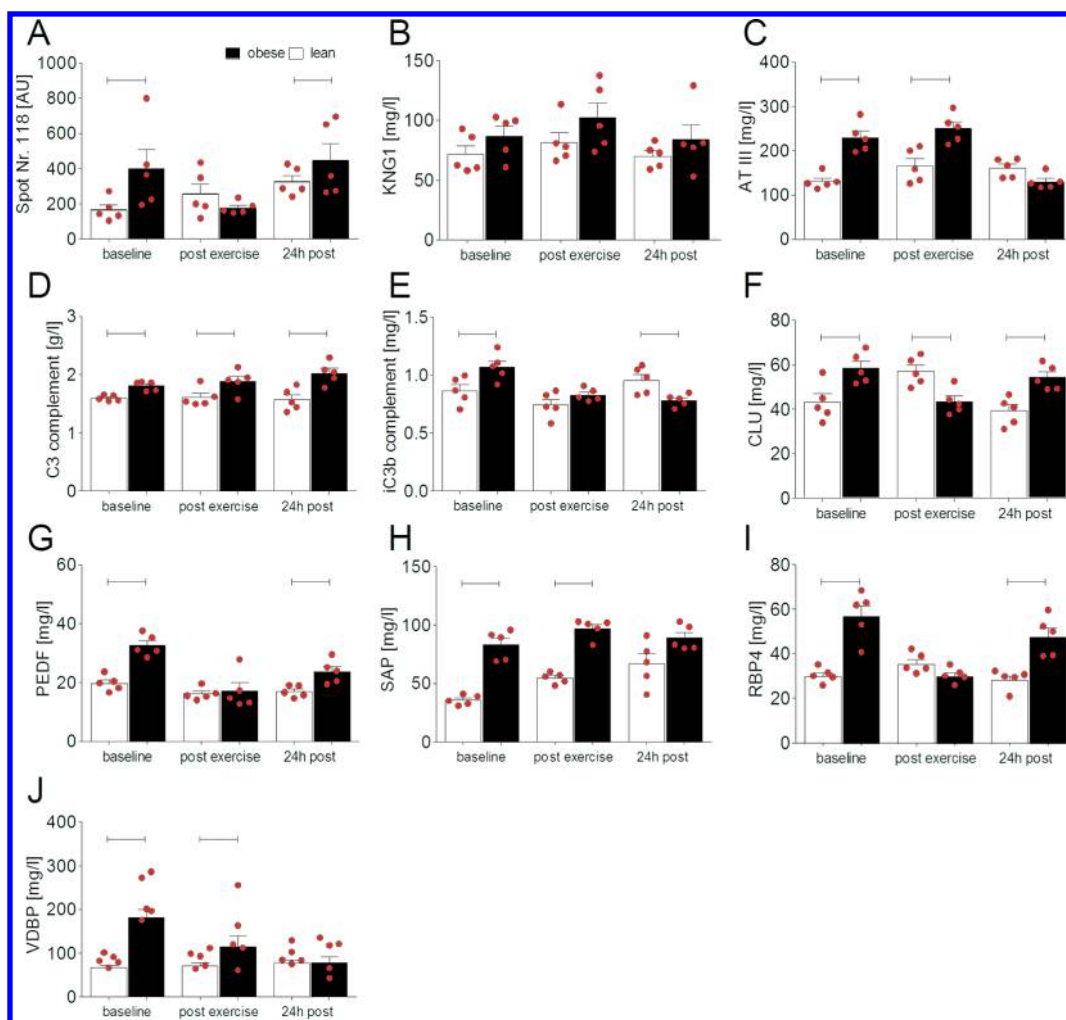 A
obese lean
Spot Nr. 118 [AU]
1000
800
600
400
200
0
baseline post exercise 24h post
B
KNG1 [mg/l]
150
100
50
0
baseline post exercise 24h post
C
AT III [mg/l]
400
300
200
100
0
baseline post exercise 24h post
D
C3 complement [g/l]
3
2
1
0
baseline post exercise 24h post
E
iC3b complement [mg/l]
1.5
1.0
0.5
0.0
baseline post exercise 24h post
F
CLU [mg/l]
80
60
40
20
0
baseline post exercise 24h post
G
PEDF [mg/l]
60
40
20
0
baseline post exercise 24h post
H
SAP [mg/l]
150
100
50
0
baseline post exercise 24h post
I
RBP4 [mg/l]
80
60
40
20
0
baseline post exercise 24h post
J
VDBP [mg/l]
400
300
200
100
0
baseline post exercise 24h post